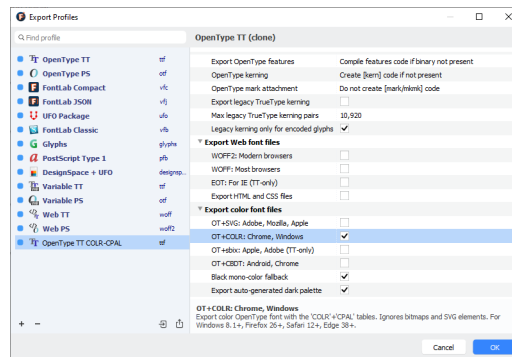 Export Profiles
Find profile
OpenType TT (clone)
OpenType TT ttf
OpenType PS otf
FontLab Compact vfc
FontLab JSON vfj
UFO Package ufo
FontLab Classic vfb
Glyphs glyphs
PostScript Type 1 pfb
DesignSpace + UFO designsp...
Variable TT ttf
Variable PS otf
Web TT woff
Web PS woff2
OpenType TT COLR-CPAL ttf
Export OpenType features Compile features code if binary not present
OpenType kerning Create [kern] code if not present
OpenType mark attachment Do not create [mark/mkmk] code
Export legacy TrueType kerning
Max legacy TrueType kerning pairs 10,920
Legacy kerning only for encoded glyphs
Export Web font files
WOFF2: Modern browsers
WOFF: Most browsers
EOT: For IE (TT-only)
Export HTML and CSS files
Export color font files
OT+SVG: Adobe, Mozilla, Apple
OT+COLR: Chrome, Windows
OT+sbix: Apple, Adobe (TT-only)
OT+CBDT: Android, Chrome
Black mono-color fallback
Export auto-generated dark palette
OT+COLR: Chrome, Windows
Export color OpenType font with the 'COLR'+'CPAL' tables. Ignores bitmaps and SVG elements. For
Windows 8.1+, Firefox 26+, Safari 12+, Edge 38+.
Cancel
OK